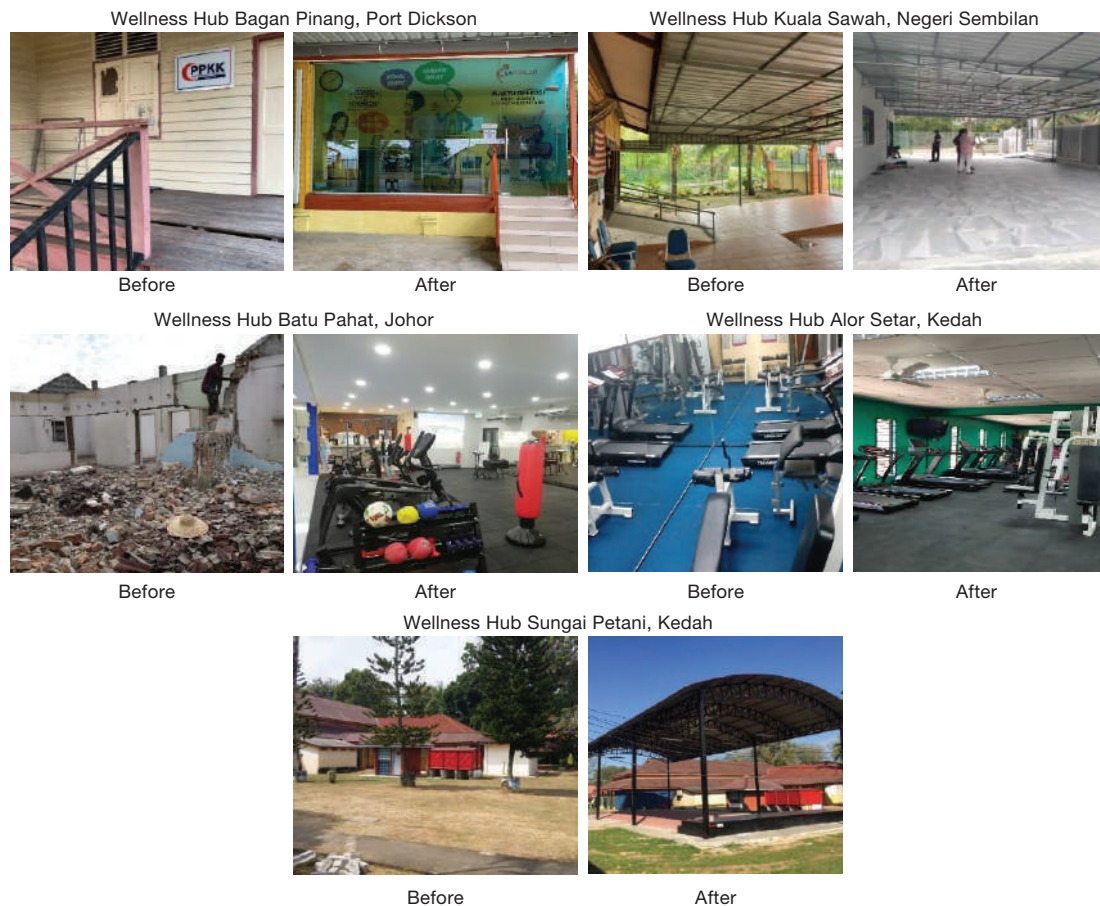 Wellness Hub Bagan Pinang, Port Dickson
Wellness Hub Kuala Sawah, Negeri Sembilan
PPKK
Before
After
Before
After
Wellness Hub Batu Pahat, Johor
Wellness Hub Alor Setar, Kedah
Before
After
Before
After
Wellness Hub Sungai Petani, Kedah
Before
After